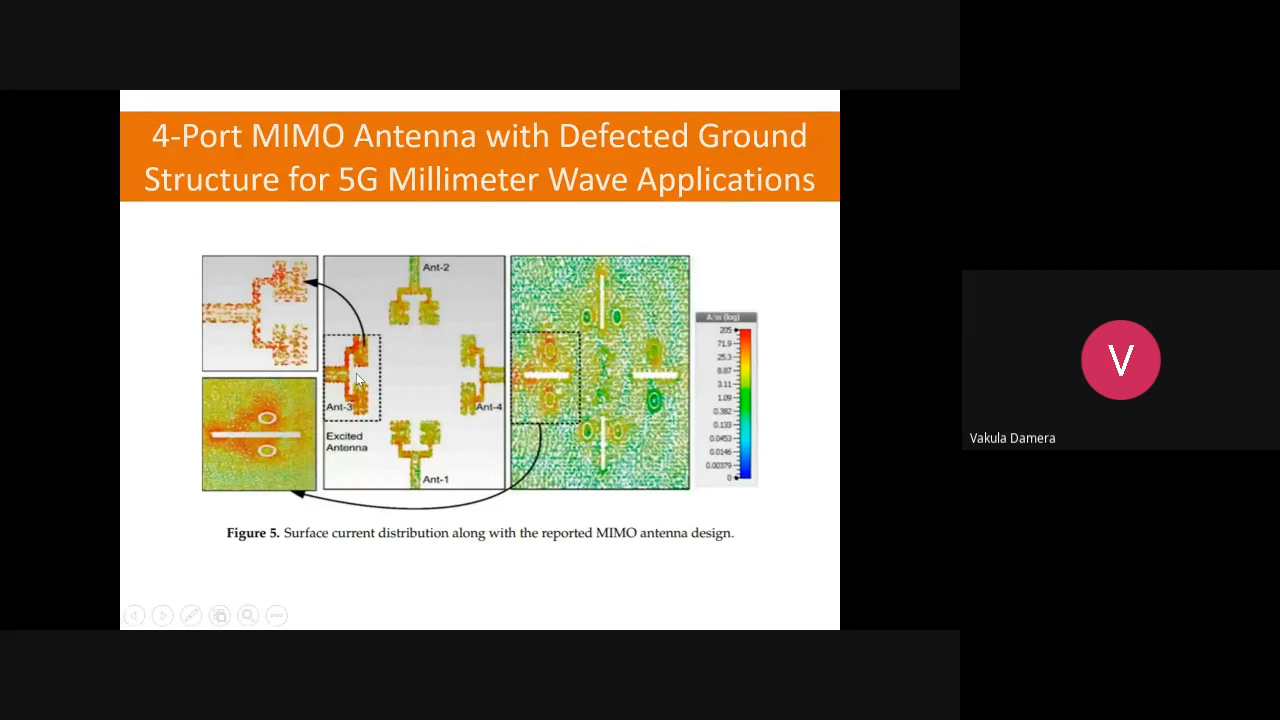 4-Port MIMO Antenna with Defected Ground
Structure for 5G Millimeter Wave Applications
Ant-2
Ant-3
Ant-4
Excited
Antenna
Ant-1
A/m (log)
205
71.9
25.3
8.87
3.11
1.09
0.382
0.133
0.0453
0.0146
0.00379
0
Figure 5. Surface current distribution along with the reported MIMO antenna design.
V
Vakula Damera